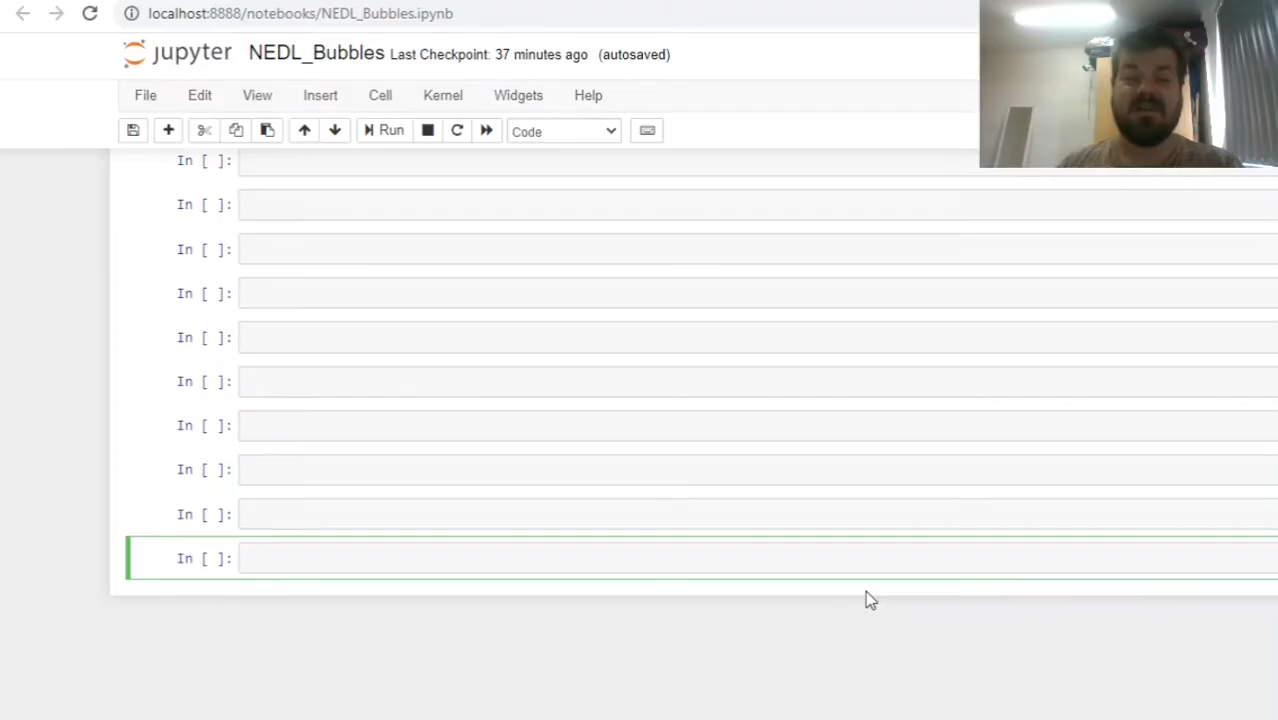 localhost:8888/notebooks/NEDL_Bubbles.ipynb
jupyter NEDL_Bubbles Last Checkpoint: 37 minutes ago (autosaved)
File Edit View Insert Cell Kernel Widgets Help
Run Code
In [ ]:
In [ ]:
In [ ]:
In [ ]:
In [ ]:
In [ ]:
In [ ]:
In [ ]:
In [ ]:
In [ ]: